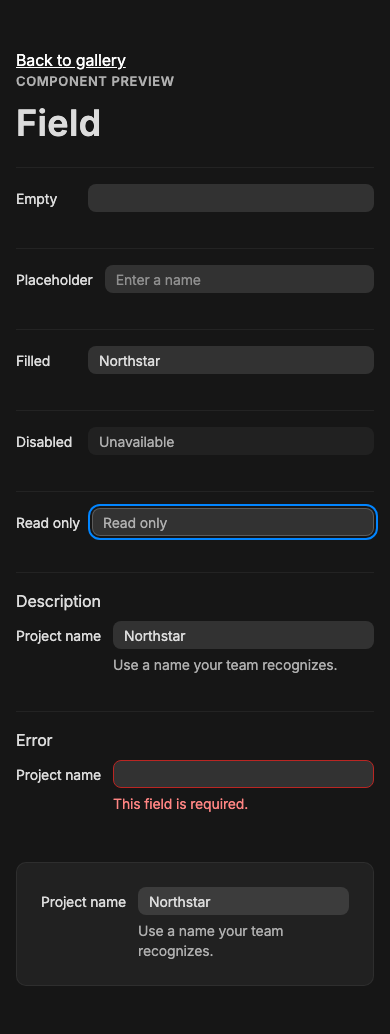 Back to gallery
COMPONENT PREVIEW
Field
Empty
Placeholder Enter a name
Filled Northstar
Disabled Unavailable
Read only Read only
Description
Project name Northstar
Use a name your team recognizes.
Error
Project name
This field is required.
Project name Northstar
Use a name your team
recognizes.